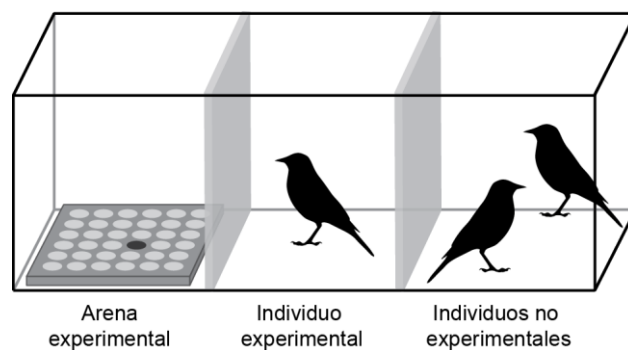 Arena
experimental
Individuo
experimental
Individuos no
experimentales